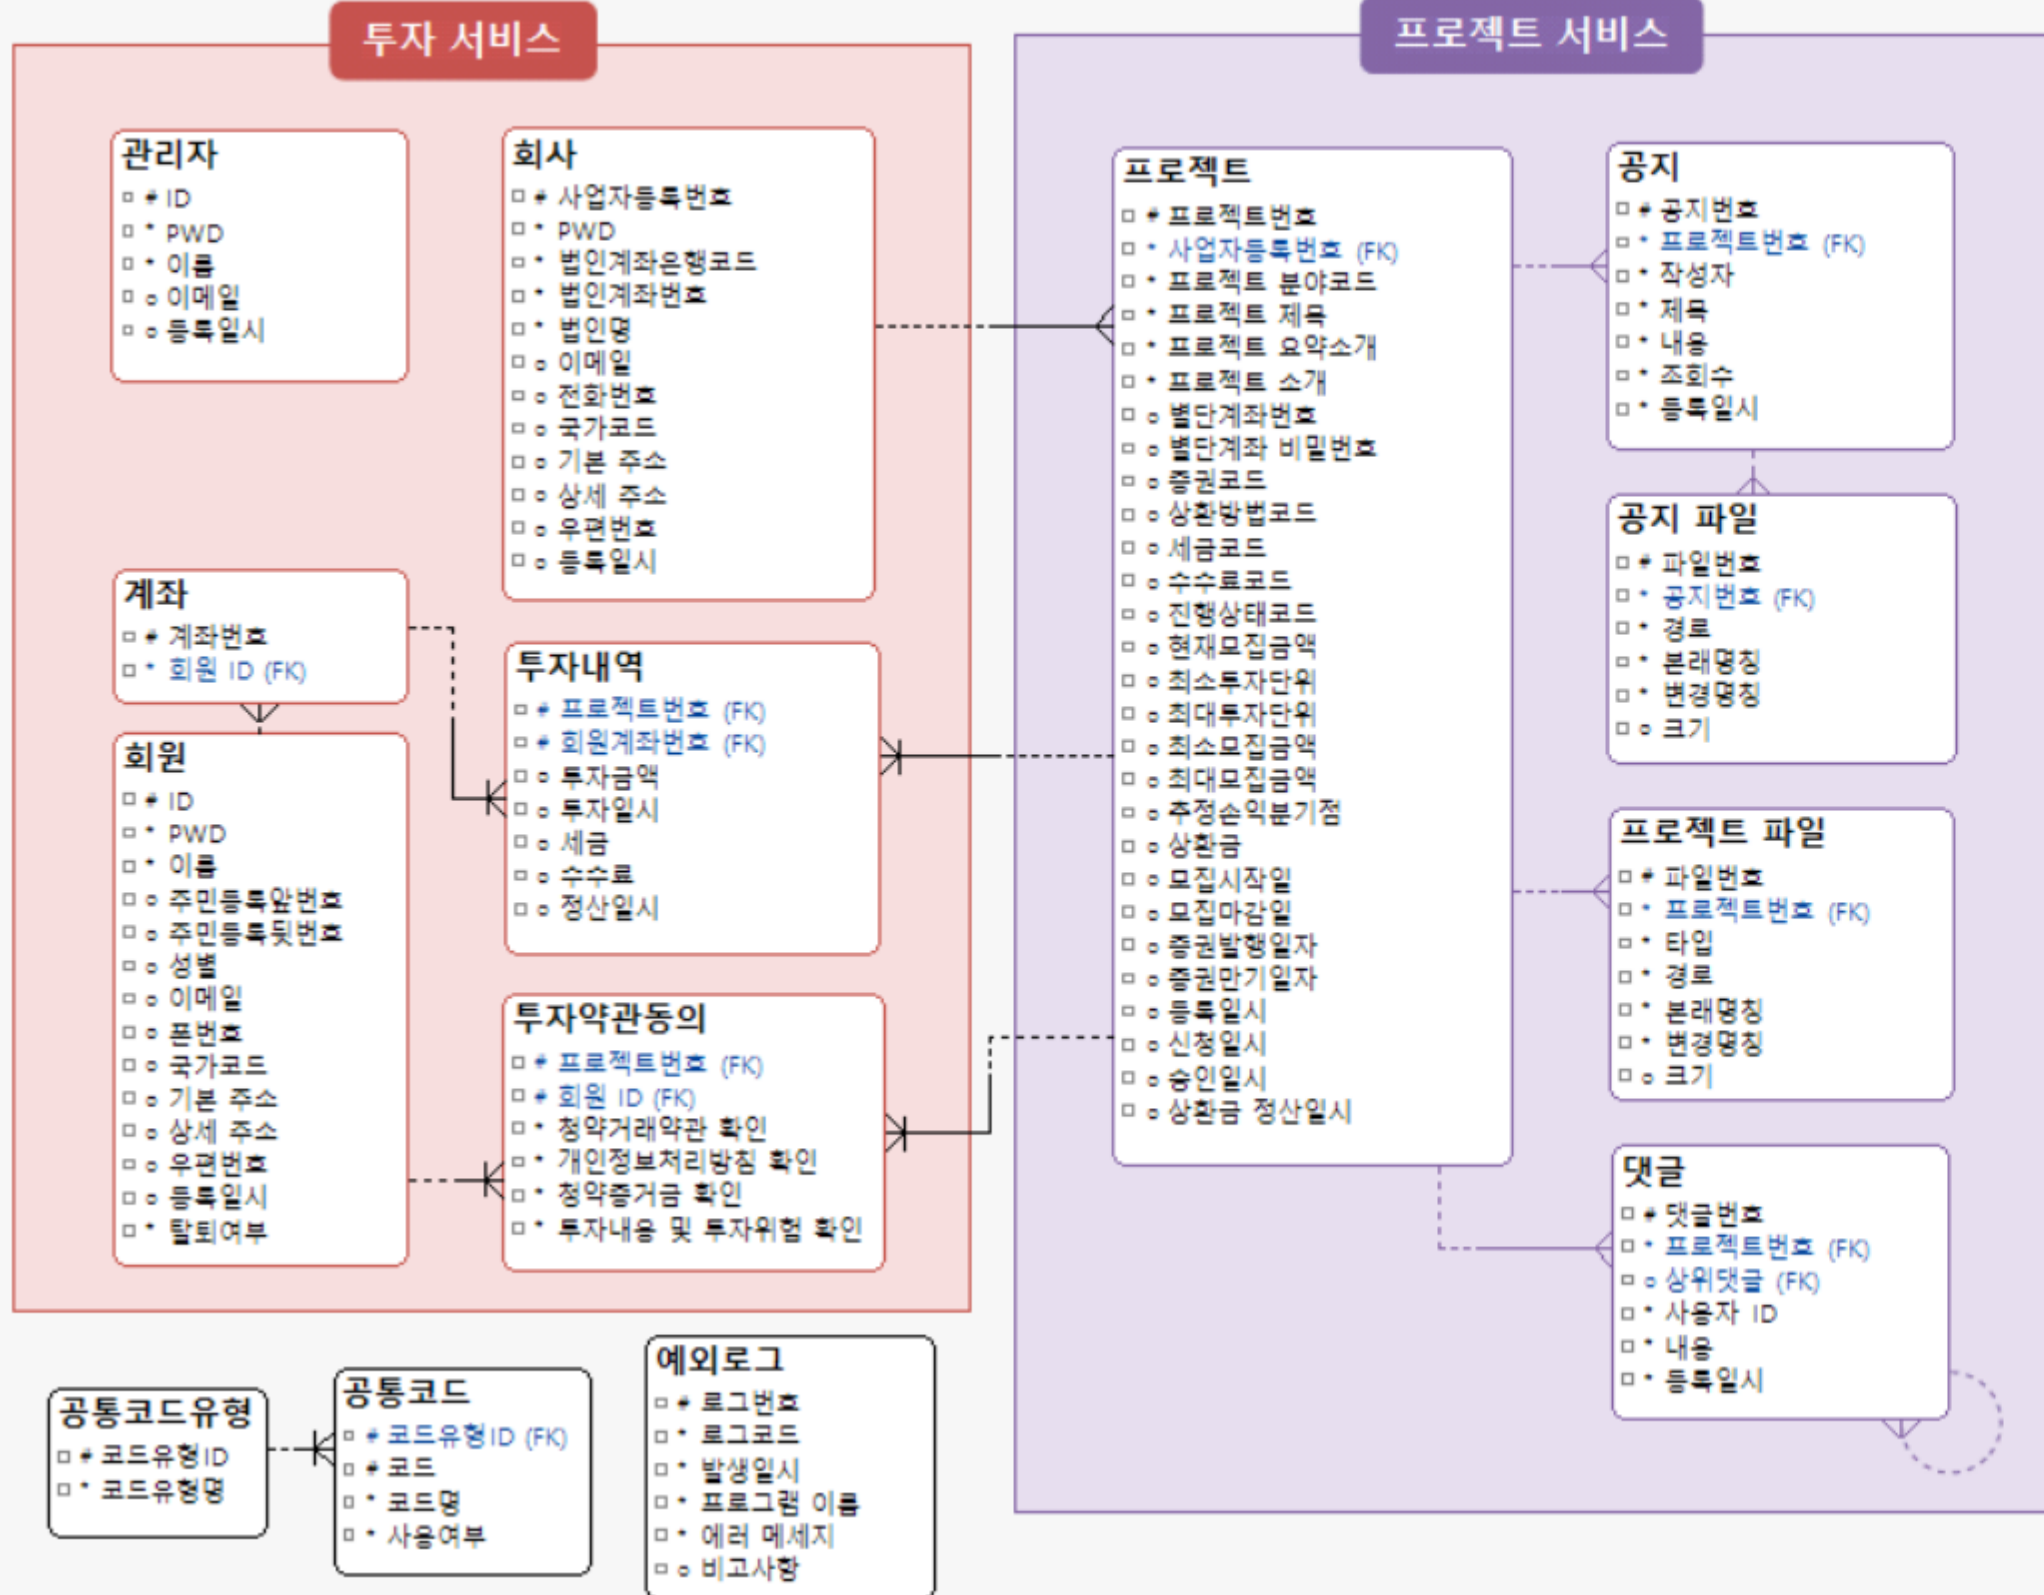 투자 서비스
관리자
# ID
* PWD
* 이름
o 이메일
o 등록일시
회사
# 사업자등록번호
* PWD
* 법인계좌은행코드
* 법인계좌번호
* 법인명
o 이메일
o 전화번호
o 국가코드
o 기본 주소
o 상세 주소
o 우편번호
o 등록일시
계좌
# 계좌번호
* 회원 ID (FK)
회원
# ID
* PWD
* 이름
o 주민등록앞번호
o 주민등록뒷번호
o 성별
o 이메일
o 폰번호
o 국가코드
o 기본 주소
o 상세 주소
o 우편번호
o 등록일시
* 탈퇴여부
투자내역
# 프로젝트번호 (FK)
# 회원계좌번호 (FK)
o 투자금액
o 투자일시
o 세금
o 수수료
o 정산일시
투자약관동의
# 프로젝트번호 (FK)
# 회원 ID (FK)
* 청약거래약관 확인
* 개인정보처리방침 확인
* 청약증거금 확인
* 투자내용 및 투자위험 확인
프로젝트 서비스
프로젝트
# 프로젝트번호
* 사업자등록번호 (FK)
* 프로젝트 분야코드
* 프로젝트 제목
* 프로젝트 요약소개
* 프로젝트 소개
o 별단계좌번호
o 별단계좌 비밀번호
o 증권코드
o 상환방법코드
o 세금코드
o 수수료코드
o 진행상태코드
o 현재모집금액
o 최소투자단위
o 최대투자단위
o 최소모집금액
o 최대모집금액
o 추정손익분기점
o 상환금
o 모집시작일
o 모집마감일
o 증권발행일자
o 증권만기일자
o 등록일시
o 신청일시
o 승인일시
o 상환금 정산일시
공지
# 공지번호
* 프로젝트번호 (FK)
* 작성자
* 제목
* 내용
* 조회수
* 등록일시
공지 파일
# 파일번호
* 공지번호 (FK)
* 경로
* 본래명칭
* 변경명칭
o 크기
프로젝트 파일
# 파일번호
* 프로젝트번호 (FK)
* 타입
* 경로
* 본래명칭
* 변경명칭
o 크기
댓글
# 댓글번호
* 프로젝트번호 (FK)
o 상위댓글 (FK)
* 사용자 ID
* 내용
* 등록일시
공통코드유형
# 코드유형ID
* 코드유형명
공통코드
# 코드유형ID (FK)
# 코드
* 코드명
* 사용여부
예외로그
# 로그번호
* 로그코드
* 발생일시
* 프로그램 이름
* 에러 메세지
o 비고사항